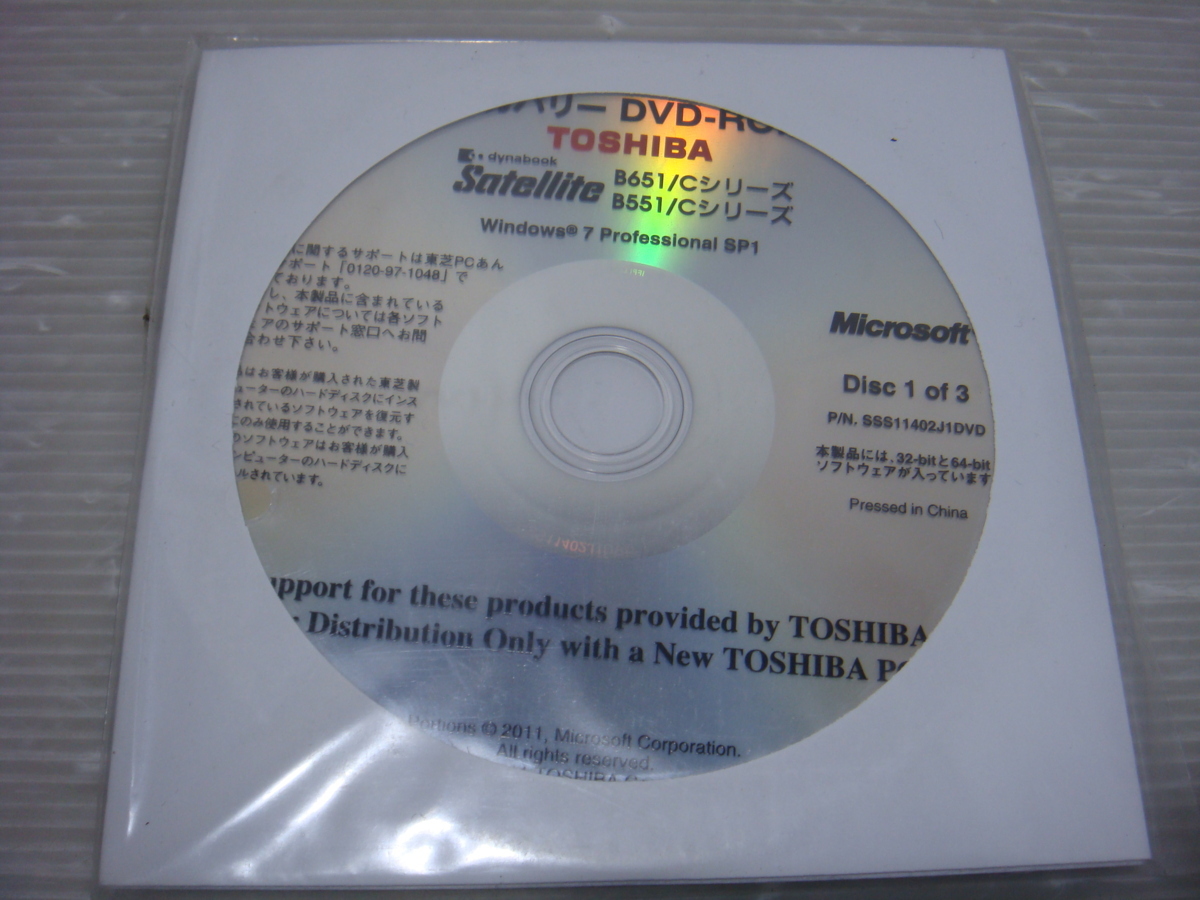 バリー DVD-RO
TOSHIBA
dynabook
Satellite B651/Cシリーズ
B551/Cシリーズ
Windows® 7 Professional SP1
に関するサポートは東芝PCあん
ポート「0120-97-1048」で
ております。
し、本製品に含まれている
トウェアについては各ソフト
ェアのサポート窓口へお問
合わせ下さい。
はお客様が購入された東芝製
ューターのハードディスクにインス
されているソフトウェアを復元す
にのみ使用することができます。
のソフトウェアはお客様が購入
ンピューターのハードディスクに
ルされています。
Microsoft
Disc 1 of 3
P/N. SSS11402J1DVD
本製品には、32-bitと64-bit
ソフトウェアが入っています
Pressed in China
upport for these products provided by TOSHIBA
r Distribution Only with a New TOSHIBA PC
Portions © 2011, Microsoft Corporation.
All rights reserved.
TOSHIBA C